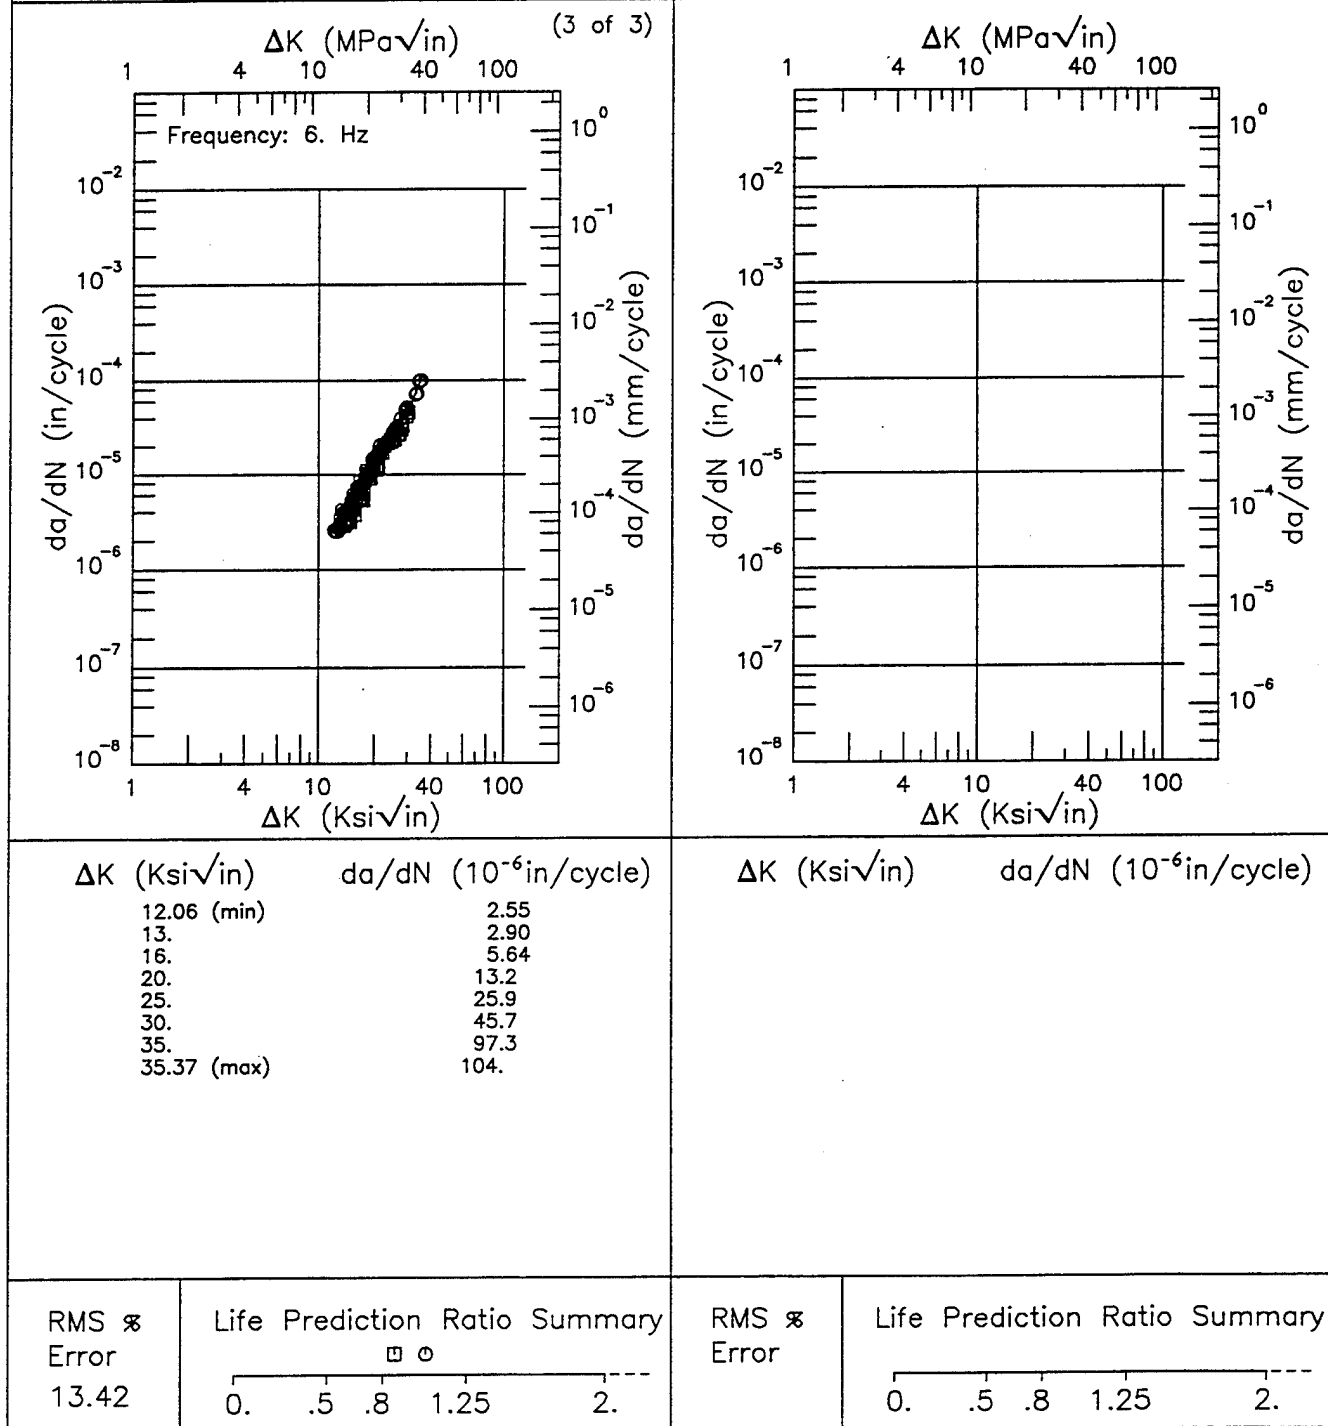 (3 of 3)
ΔK (MPa√in)
1 4 10 40 100
Frequency: 6. Hz
10⁰
10⁻²
10⁻¹
10⁻³
10⁻²
10⁻⁴
10⁻³
10⁻⁵
10⁻⁴
10⁻⁶
10⁻⁵
10⁻⁷
10⁻⁶
10⁻⁸
da/dN (in/cycle)
da/dN (mm/cycle)
1 4 10 40 100
ΔK (Ksi√in)
ΔK (MPa√in)
1 4 10 40 100
10⁰
10⁻²
10⁻¹
10⁻³
10⁻²
10⁻⁴
10⁻³
10⁻⁵
10⁻⁴
10⁻⁶
10⁻⁵
10⁻⁷
10⁻⁶
10⁻⁸
da/dN (in/cycle)
da/dN (mm/cycle)
1 4 10 40 100
ΔK (Ksi√in)
ΔK (Ksi√in) da/dN (10⁻⁶in/cycle)
12.06 (min) 2.55
13. 2.90
16. 5.64
20. 13.2
25. 25.9
30. 45.7
35. 97.3
35.37 (max) 104.
ΔK (Ksi√in) da/dN (10⁻⁶in/cycle)
RMS %
Error
13.42
Life Prediction Ratio Summary
0. .5 .8 1.25 2.
RMS %
Error
Life Prediction Ratio Summary
0. .5 .8 1.25 2.